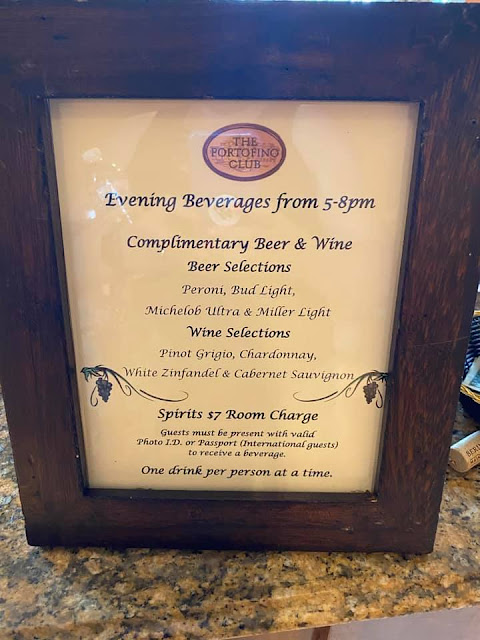 THE
PORTOFINO
CLUB
Evening Beverages from 5-8pm
Complimentary Beer & Wine
Beer Selections
Peroni, Bud Light,
Michelob Ultra & Miller Light
Wine Selections
Pinot Grigio, Chardonnay,
White Zinfandel & Cabernet Sauvignon
Spirits $7 Room Charge
Guests must be present with valid
Photo I.D. or Passport (International guests)
to receive a beverage.
One drink per person at a time.